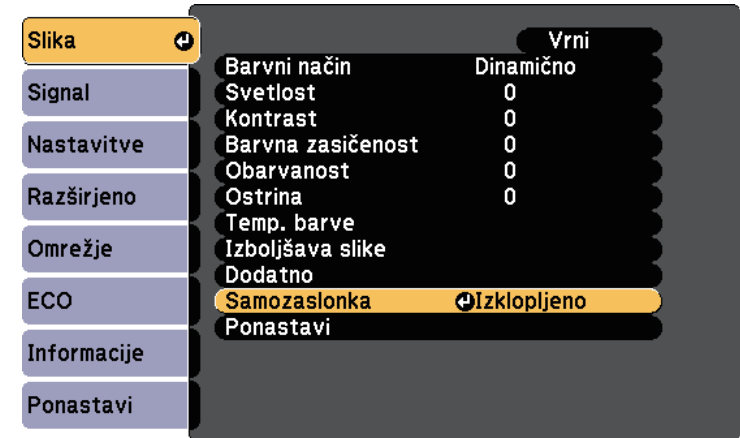 Slika
Signal
Nastavitve
Razširjeno
Omrežje
ECO
Informacije
Ponastavi
Vrni
Barvni način Dinamično
Svetlost 0
Kontrast 0
Barvna zasičenost 0
Obarvanost 0
Ostrina 0
Temp. barve
Izboljšava slike
Dodatno
Samozaslonka Izklopljeno
Ponastavi